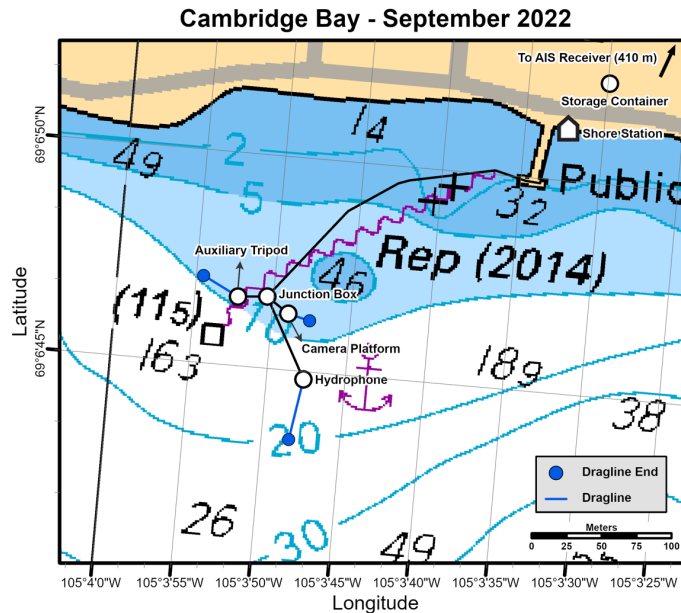 Cambridge Bay - September 2022
To AIS Receiver (410 m)
Storage Container
Shore Station
14
2
49
5
32
Public
Rep (2014)
Auxiliary Tripod
46
Junction Box
(115)
10
Camera Platform
163
Hydrophone
189
38
20
26
30
49
Dragline End
Dragline
Meters
0 25 50 75 100
69°6'50"N
69°6'45"N
Latitude
105°4'0"W 105°3'55"W 105°3'50"W 105°3'45"W 105°3'40"W 105°3'35"W 105°3'30"W 105°3'25"W
Longitude